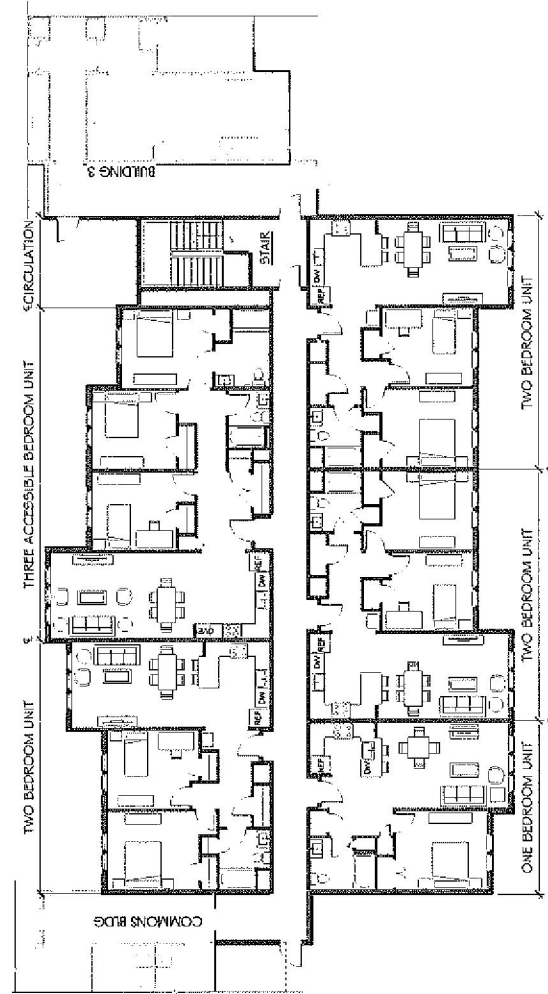 BUILDING 3
CIRCULATION
STAIR
THREE ACCESSIBLE BEDROOM UNIT
TWO BEDROOM UNIT
COMMONS BLDG
TWO BEDROOM UNIT
TWO BEDROOM UNIT
ONE BEDROOM UNIT
REF
DW
REF
DW
OVE
REF
DW
REF
DW
REF
DW